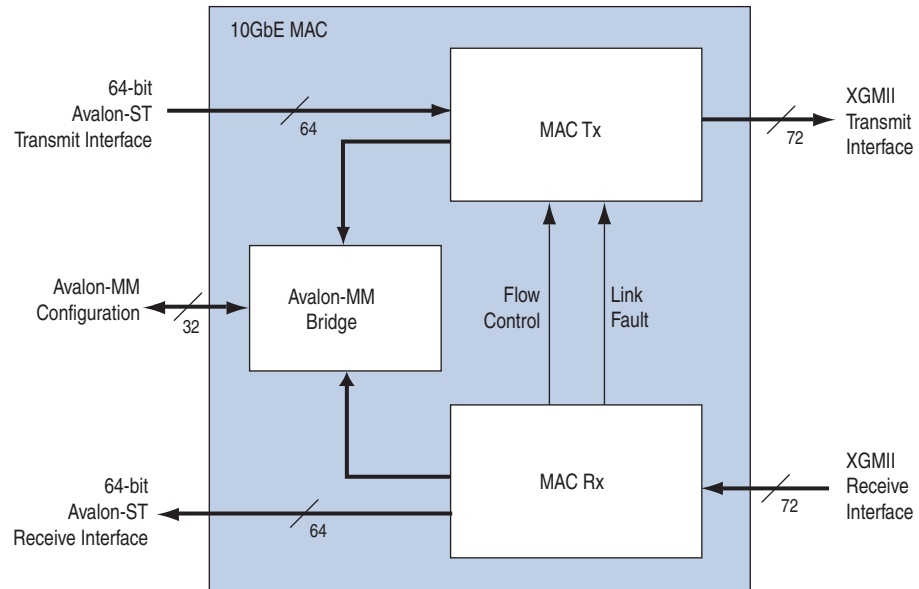 10GbE MAC
64-bit
Avalon-ST
Transmit Interface
64
MAC Tx
72
XGMII
Transmit
Interface
Avalon-MM
Configuration
32
Avalon-MM
Bridge
Flow
Control
Link
Fault
64-bit
Avalon-ST
Receive Interface
64
MAC Rx
72
XGMII
Receive
Interface